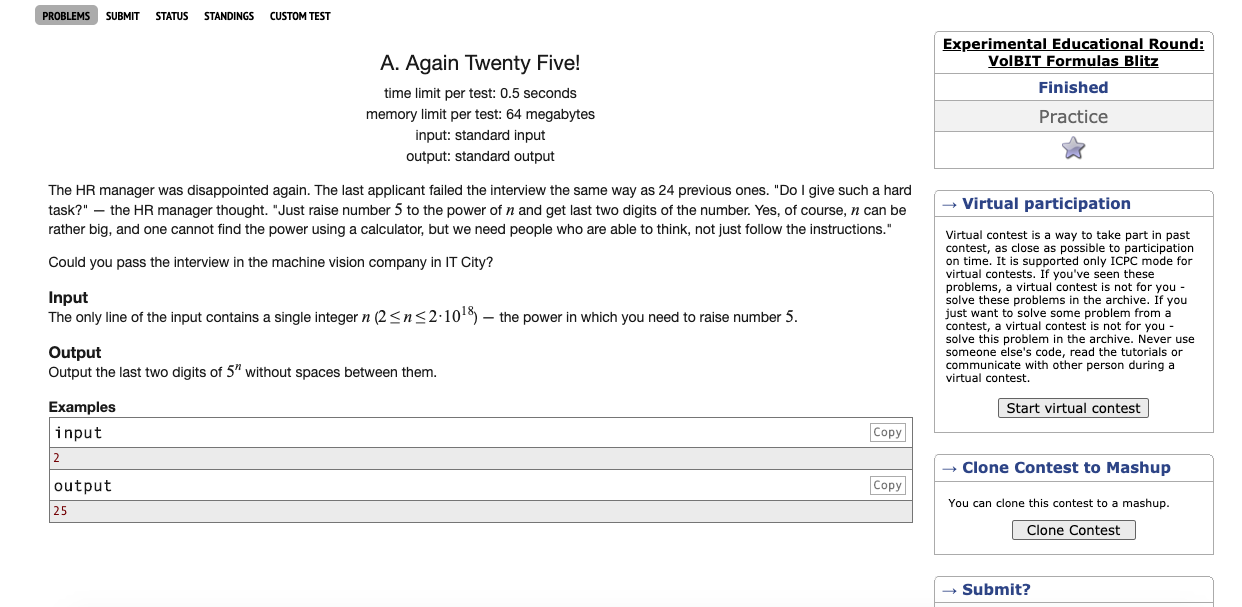 PROBLEMS SUBMIT STATUS STANDINGS CUSTOM TEST
A. Again Twenty Five!
time limit per test: 0.5 seconds
memory limit per test: 64 megabytes
input: standard input
output: standard output
The HR manager was disappointed again. The last applicant failed the interview the same way as 24 previous ones. "Do I give such a hard
task?" — the HR manager thought. "Just raise number 5 to the power of n and get last two digits of the number. Yes, of course, n can be
rather big, and one cannot find the power using a calculator, but we need people who are able to think, not just follow the instructions."
Could you pass the interview in the machine vision company in IT City?
Input
The only line of the input contains a single integer n (2 ≤ n ≤ 2·10¹⁸) — the power in which you need to raise number 5.
Output
Output the last two digits of 5ⁿ without spaces between them.
Examples
input Copy
2
output Copy
25
Experimental Educational Round:
VolBIT Formulas Blitz
Finished
Practice
→ Virtual participation
Virtual contest is a way to take part in past
contest, as close as possible to participation
on time. It is supported only ICPC mode for
virtual contests. If you've seen these
problems, a virtual contest is not for you -
solve these problems in the archive. If you
just want to solve some problem from a
contest, a virtual contest is not for you -
solve this problem in the archive. Never use
someone else's code, read the tutorials or
communicate with other person during a
virtual contest.
Start virtual contest
→ Clone Contest to Mashup
You can clone this contest to a mashup.
Clone Contest
→ Submit?